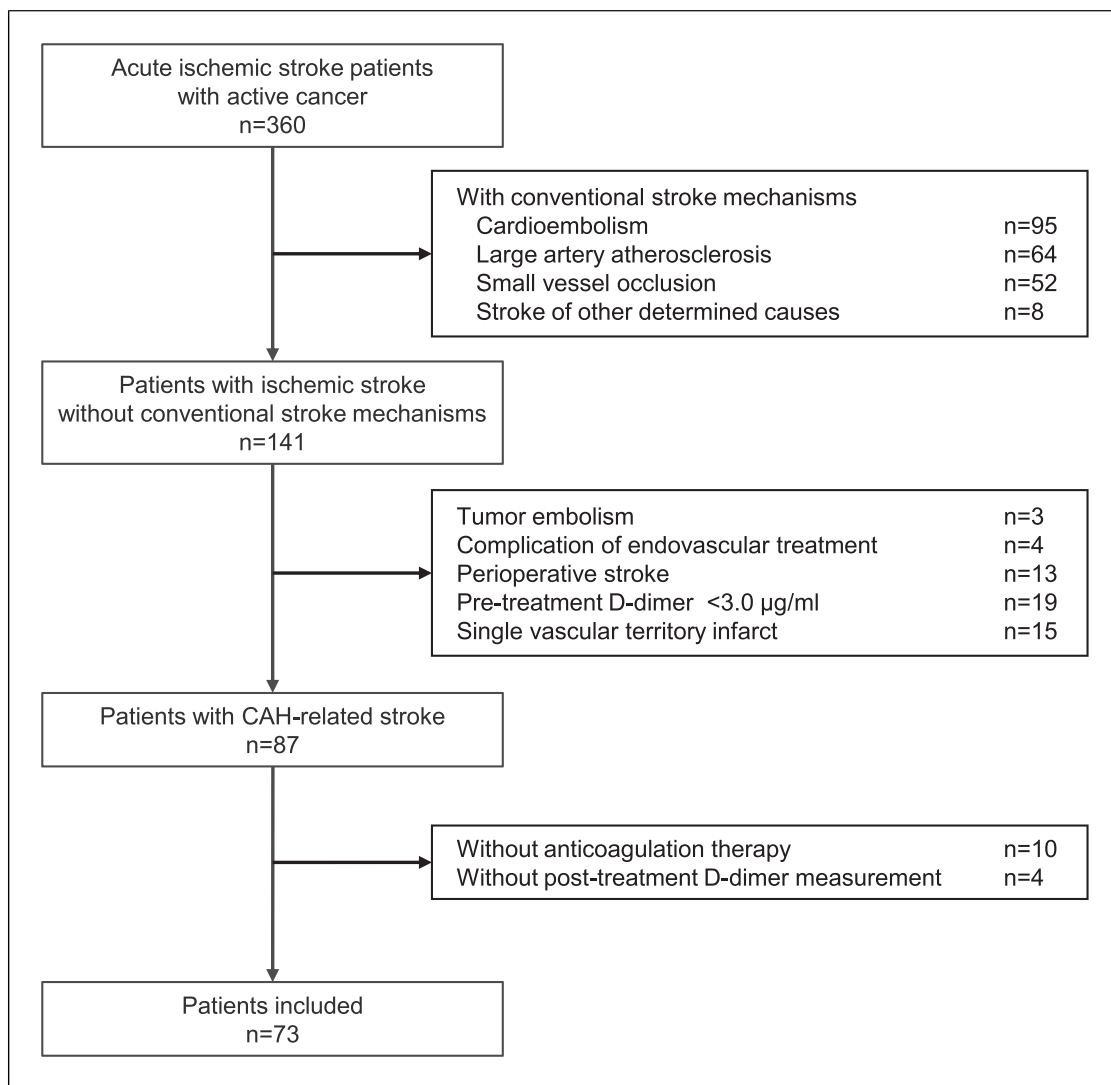 Acute ischemic stroke patients
with active cancer
n=360
With conventional stroke mechanisms
Cardioembolism n=95
Large artery atherosclerosis n=64
Small vessel occlusion n=52
Stroke of other determined causes n=8
Patients with ischemic stroke
without conventional stroke mechanisms
n=141
Tumor embolism n=3
Complication of endovascular treatment n=4
Perioperative stroke n=13
Pre-treatment D-dimer <3.0 µg/ml n=19
Single vascular territory infarct n=15
Patients with CAH-related stroke
n=87
Without anticoagulation therapy n=10
Without post-treatment D-dimer measurement n=4
Patients included
n=73